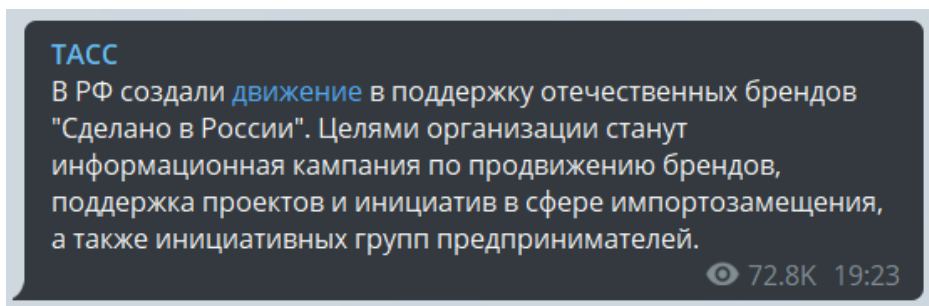 ТАСС
В РФ создали движение в поддержку отечественных брендов
"Сделано в России". Целями организации станут
информационная кампания по продвижению брендов,
поддержка проектов и инициатив в сфере импортозамещения,
а также инициативных групп предпринимателей.
72.8K 19:23